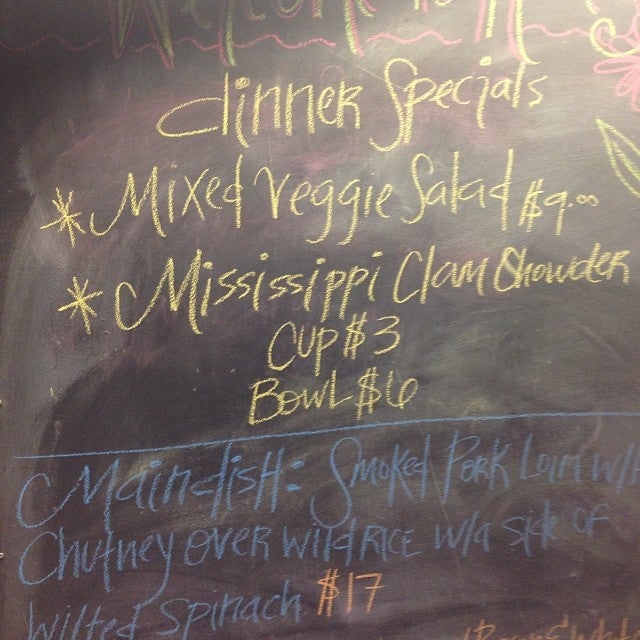 dinner Specials
* Mixed Veggie Salad $9.00
* Mississippi Clam Chowder
Cup $3
Bowl $6
Main dish: Smoked Pork Loin w/
Chutney over wild rice w/a side of
Wilted Spinach $17